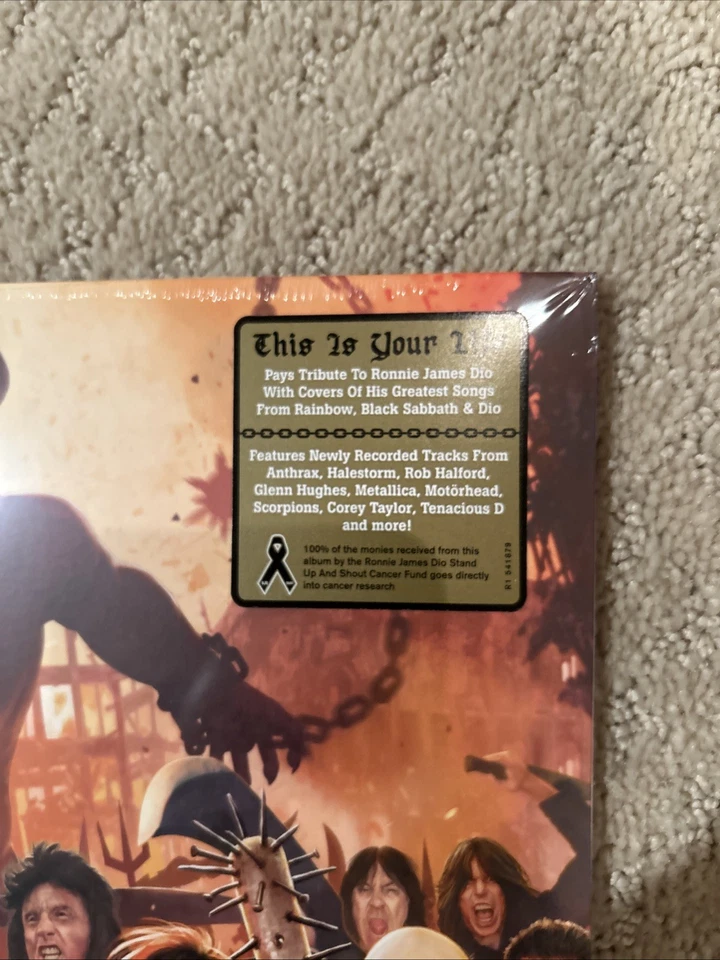 This Is Your
Pays Tribute To Ronnie James Dio
With Covers Of His Greatest Songs
From Rainbow, Black Sabbath & Dio
Features Newly Recorded Tracks From
Anthrax, Halestorm, Rob Halford,
Glenn Hughes, Metallica, Motörhead,
Scorpions, Corey Taylor, Tenacious D
and more!
100% of the monies received from this
album by the Ronnie James Dio Stand
Up And Shout Cancer Fund goes directly
into cancer research
R1 541879